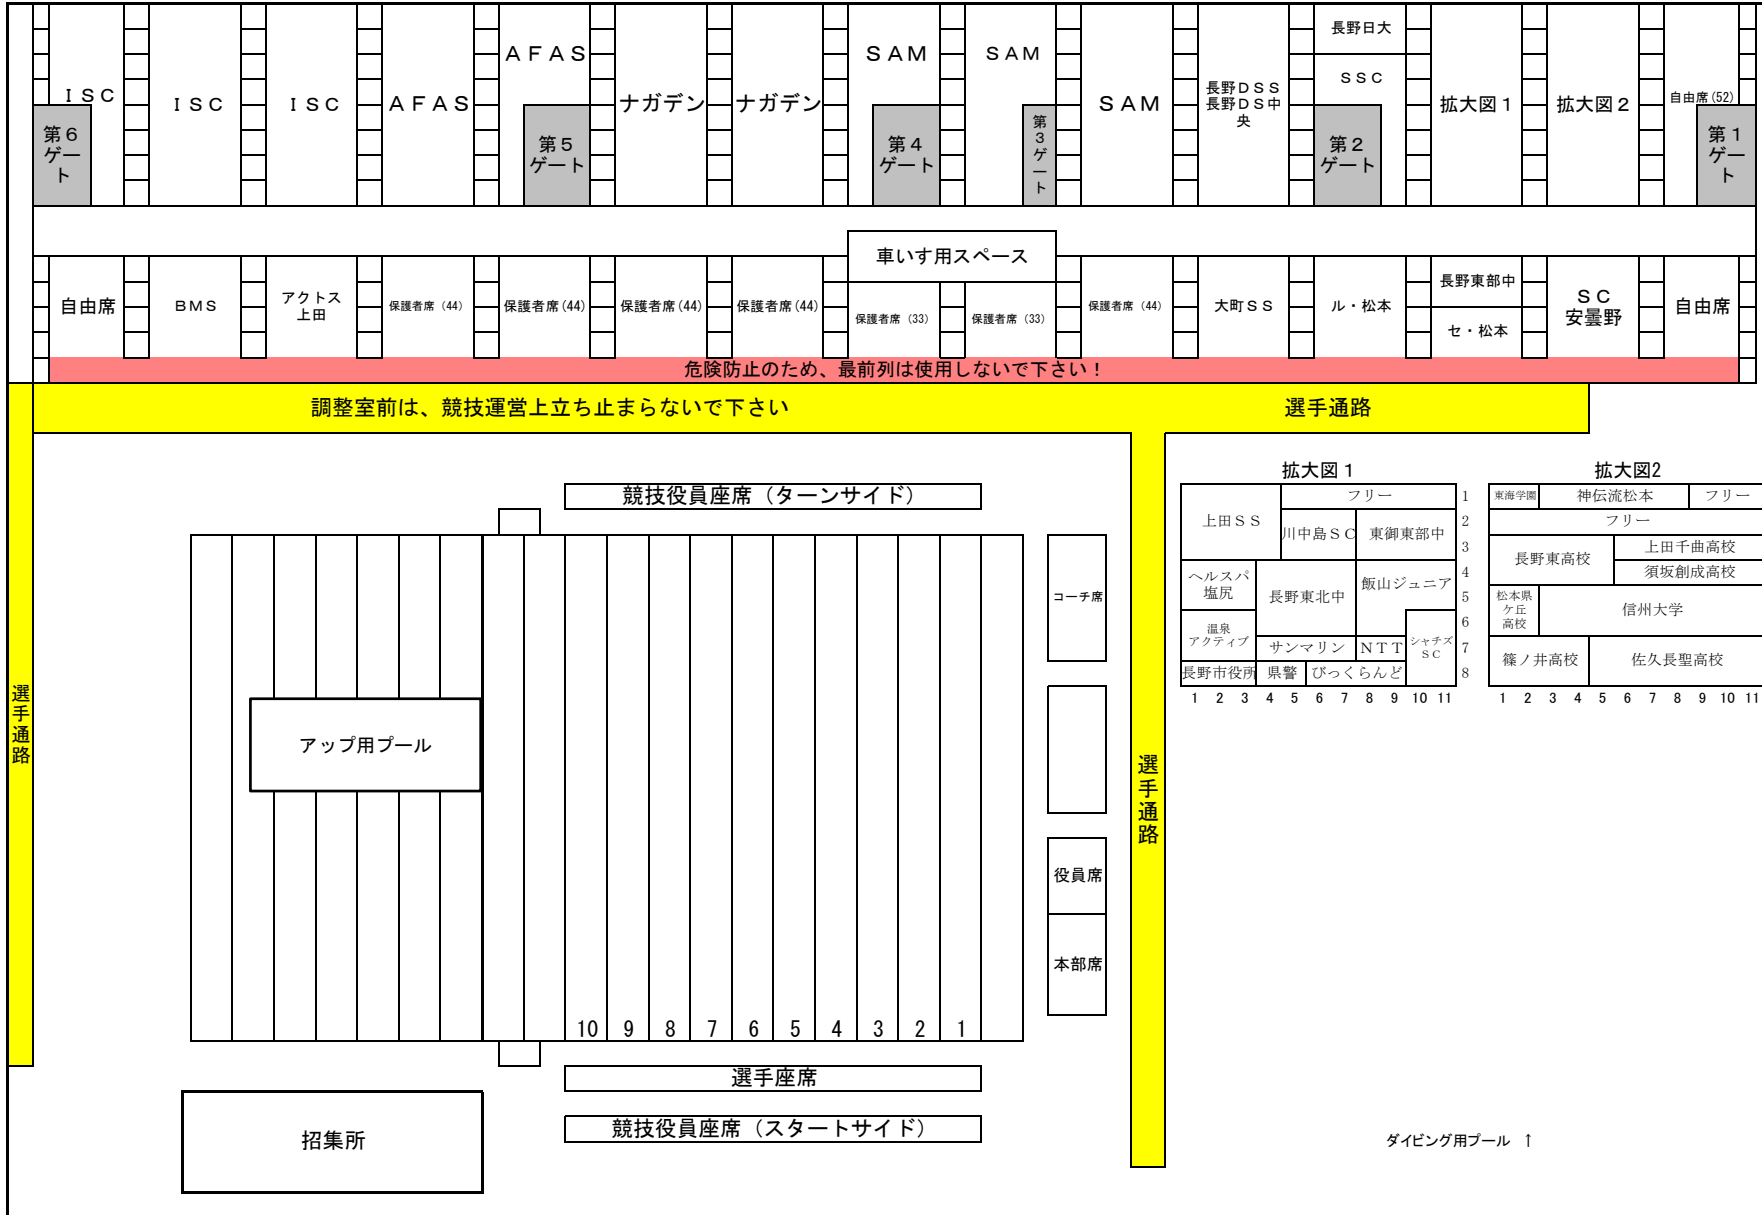 ＩＳＣ
第６
ゲー
ト
ＩＳＣ
ＩＳＣ
ＡＦＡＳ
ＡＦＡＳ
第５
ゲート
ナガデン
ナガデン
ＳＡＭ
第４
ゲート
ＳＡＭ
第３ゲート
ＳＡＭ
長野ＤＳＳ
長野ＤＳ中
央
長野日大
ＳＳＣ
第２
ゲート
拡大図１
拡大図２
自由席(52)
第１
ゲー
ト
車いす用スペース
自由席
ＢＭＳ
アクトス
上田
保護者席（44）
保護者席(44)
保護者席(44)
保護者席(44)
保護者席（33）
保護者席（33）
保護者席（44）
大町ＳＳ
ル・松本
長野東部中
セ・松本
ＳＣ
安曇野
自由席
危険防止のため、最前列は使用しないで下さい！
調整室前は、競技運営上立ち止まらないで下さい
選手通路
選手通路
選手通路
競技役員座席（ターンサイド）
アップ用プール
10 9 8 7 6 5 4 3 2 1
コーチ席
役員席
本部席
選手座席
競技役員座席（スタートサイド）
招集所
拡大図１
上田ＳＳ
フリー
川中島ＳＣ
東御東部中
ヘルスパ
塩尻
長野東北中
飯山ジュニア
温泉
アクティブ
サンマリン
ＮＴＴ
シャチズ
ＳＣ
長野市役所
県警
びっくらんど
1
2
3
4
5
6
7
8
1 2 3 4 5 6 7 8 9 10 11
拡大図2
東海学園
神伝流松本
フリー
フリー
長野東高校
上田千曲高校
須坂創成高校
松本県
ケ丘
高校
信州大学
篠ノ井高校
佐久長聖高校
1 2 3 4 5 6 7 8 9 10 11
ダイビング用プール ↑